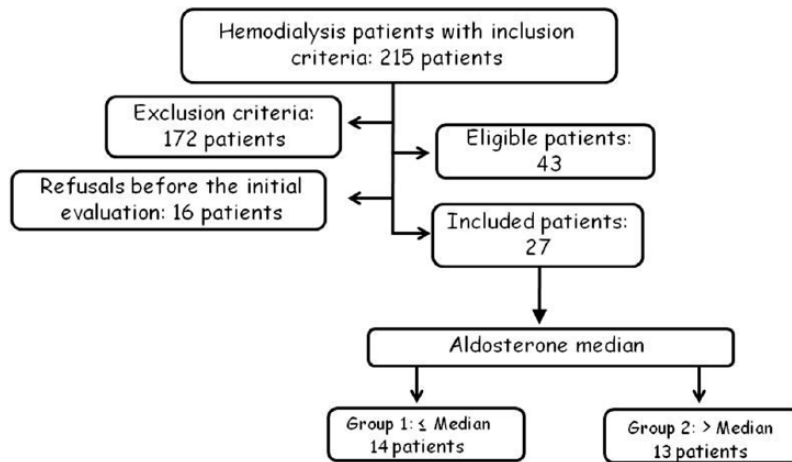 Hemodialysis patients with inclusion
criteria: 215 patients
Exclusion criteria:
172 patients
Eligible patients:
43
Refusals before the initial
evaluation: 16 patients
Included patients:
27
Aldosterone median
Group 1: ≤ Median
14 patients
Group 2: > Median
13 patients